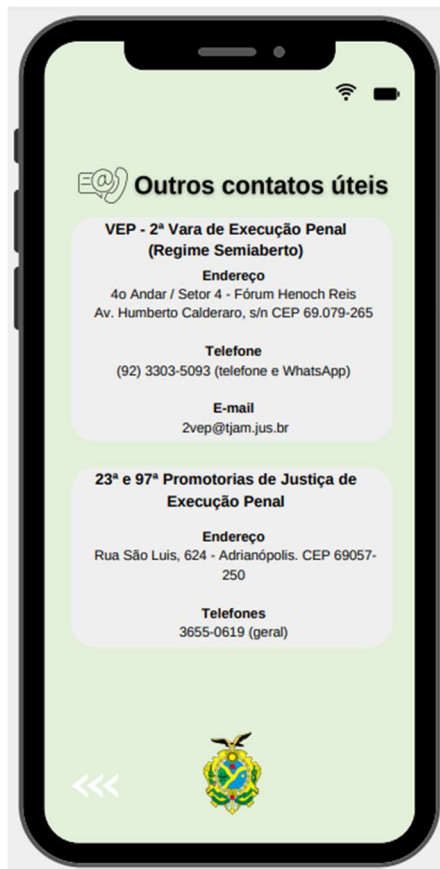 Outros contatos úteis
VEP - 2ª Vara de Execução Penal
(Regime Semiaberto)
Endereço
4o Andar / Setor 4 - Fórum Henoch Reis
Av. Humberto Calderaro, s/n CEP 69.079-265
Telefone
(92) 3303-5093 (telefone e WhatsApp)
E-mail
2vep@tjam.jus.br
23ª e 97ª Promotorias de Justiça de
Execução Penal
Endereço
Rua São Luis, 624 - Adrianópolis. CEP 69057-
250
Telefones
3655-0619 (geral)